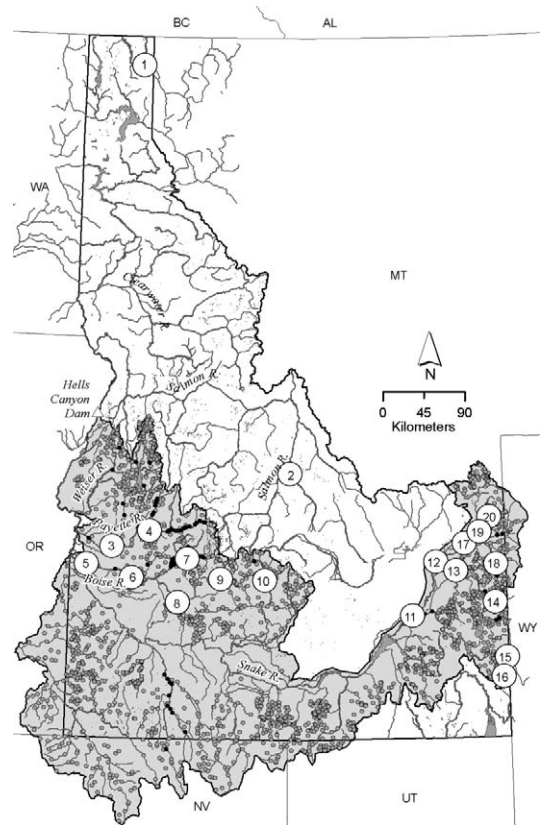 BC
AL
1
WA
MT
Clearwater R.
Salmon R.
N
0 45 90
Kilometers
Hells
Canyon
Dam
Salmon R.
2
Weiser R.
Payette R.
OR
3
4
5
Boise R.
6
7
8
9
10
Snake R.
11
12
13
17
19
20
18
14
WY
15
16
NV
UT